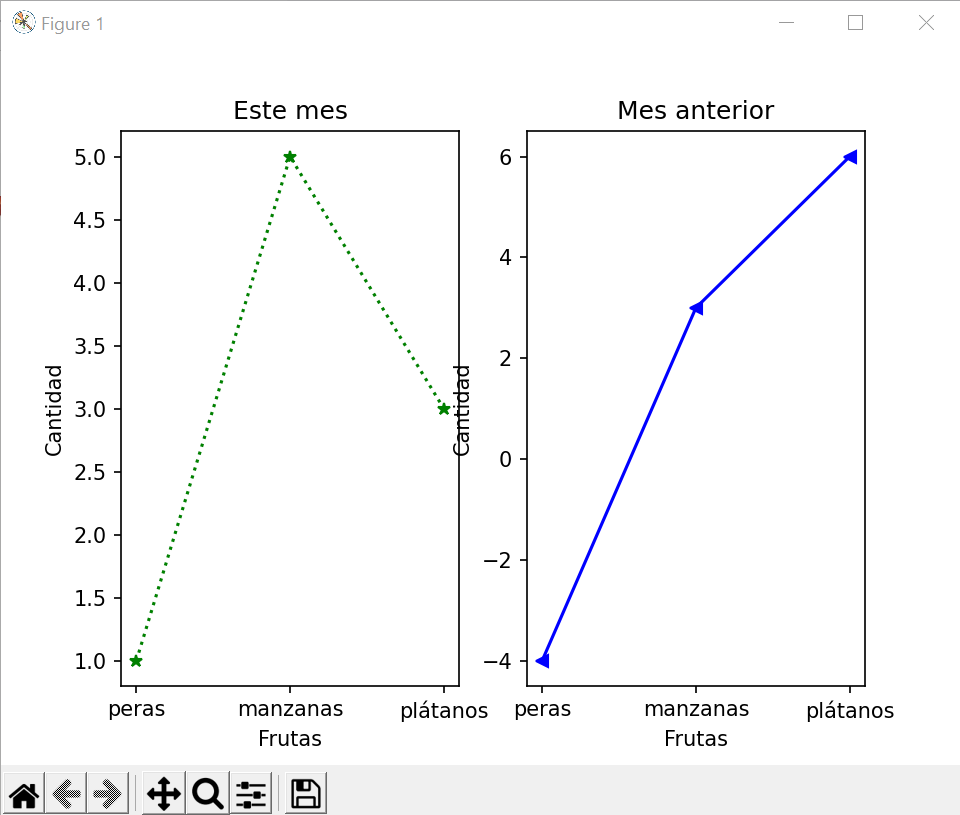 Figure 1
Este mes
Cantidad
5.0
4.5
4.0
3.5
3.0
2.5
2.0
1.5
1.0
peras manzanas plátanos
Frutas
Mes anterior
Cantidad
6
4
2
0
−2
−4
peras manzanas plátanos
Frutas